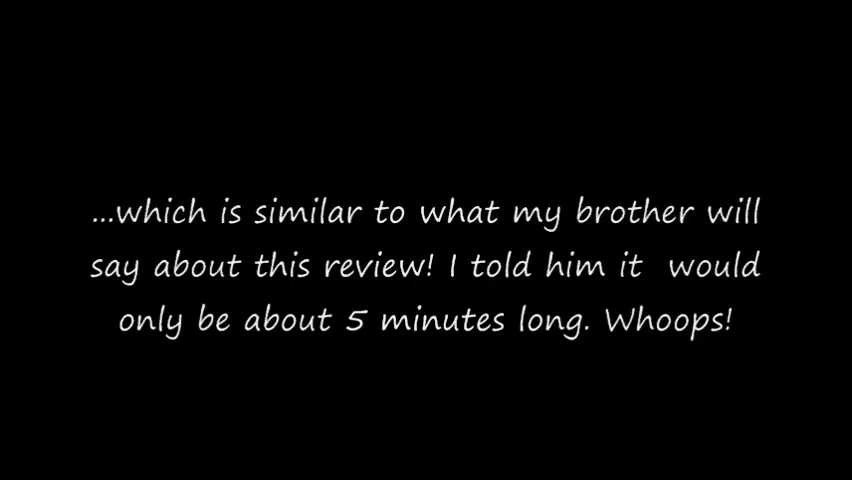 ...which is similar to what my brother will
say about this review! I told him it  would
only be about 5 minutes long. Whoops!